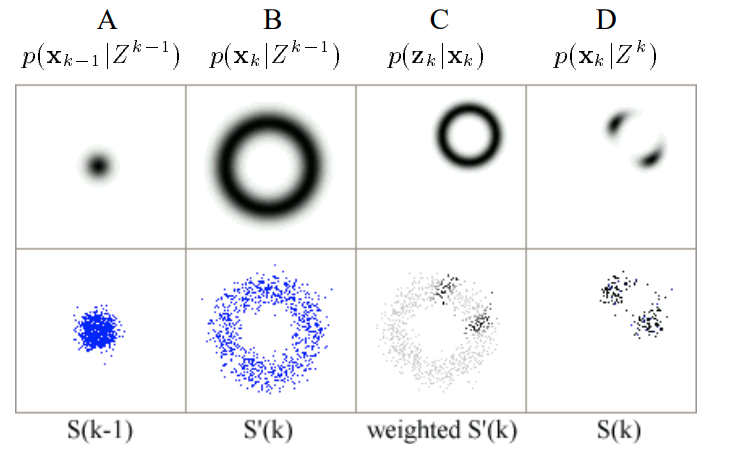 A B C D
p(x_{k-1}|Z^{k-1}) p(x_k|Z^{k-1}) p(z_k|x_k) p(x_k|Z^k)
S(k-1) S'(k) weighted S'(k) S(k)